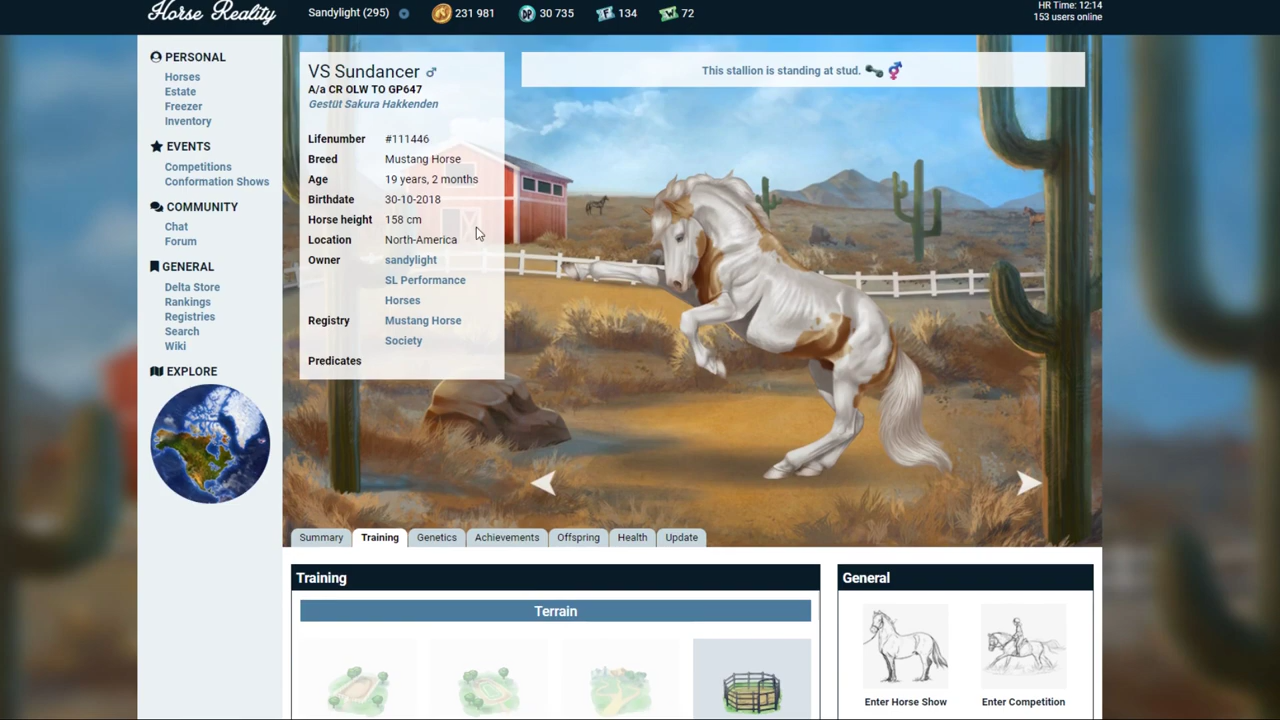 Horse Reality
Sandylight (295)
231 981
DP
30 735
134
72
HR Time: 12:14
153 users online
PERSONAL
Horses
Estate
Freezer
Inventory
EVENTS
Competitions
Conformation Shows
COMMUNITY
Chat
Forum
GENERAL
Delta Store
Rankings
Registries
Search
Wiki
EXPLORE
VS Sundancer ♂
A/a CR OLW TO GP647
Gestüt Sakura Hakkenden
Lifenumber #111446
Breed Mustang Horse
Age 19 years, 2 months
Birthdate 30-10-2018
Horse height 158 cm
Location North-America
Owner sandylight
SL Performance
Horses
Registry Mustang Horse
Society
Predicates
This stallion is standing at stud.
Summary
Training
Genetics
Achievements
Offspring
Health
Update
Training
Terrain
General
Enter Horse Show
Enter Competition